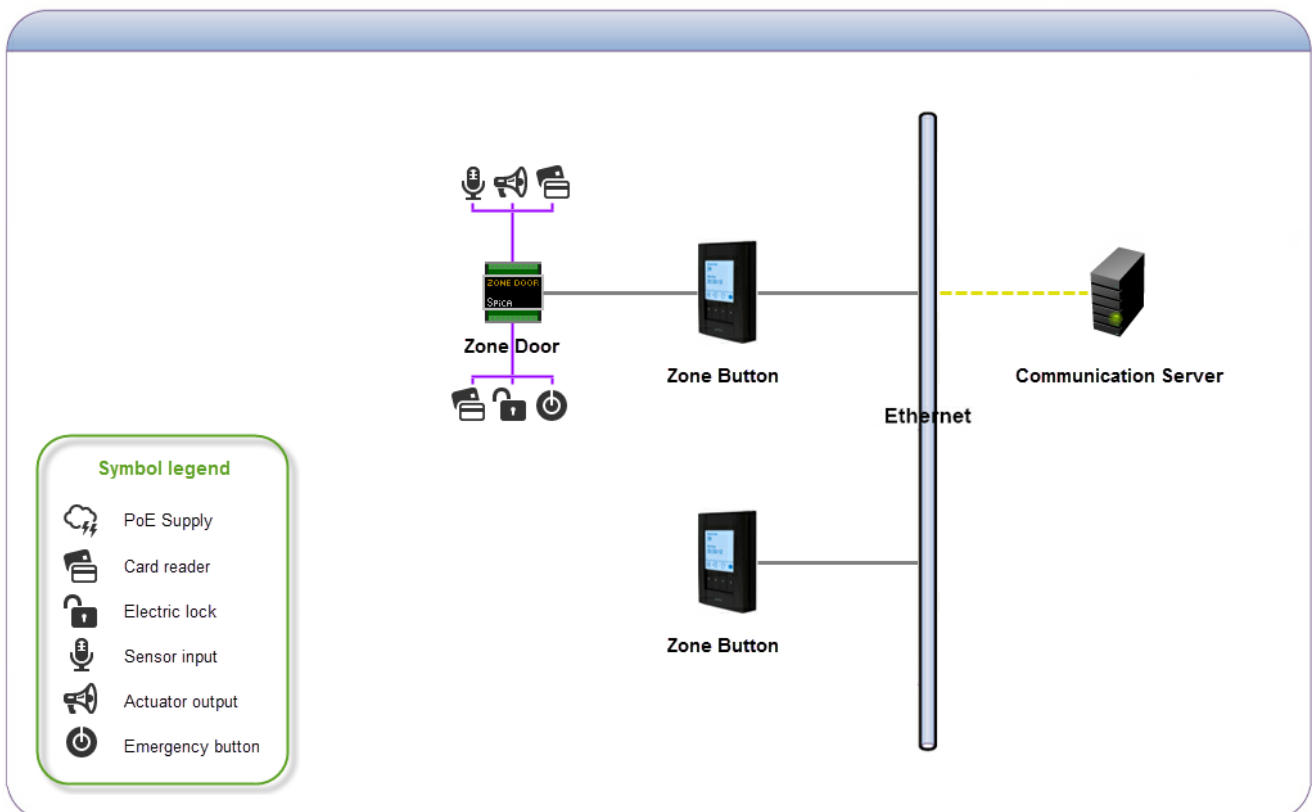 ZONE DOOR
SPICA
Zone Door
Zone Button
Communication Server
Ethernet
Symbol legend
PoE Supply
Card reader
Electric lock
Sensor input
Actuator output
Emergency button
Zone Button